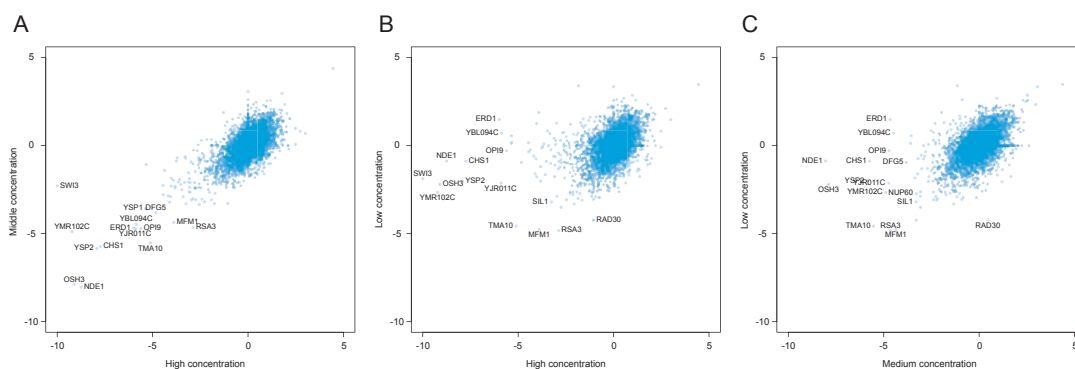 A
B
C
5
0
-5
-10
-10
-5
0
5
Middle concentration
High concentration
SWI3
YSP1 DFG5
YBL094C
MFM1
YMR102C
ERD1
OPI9
RSA3
YJR011C
YSP2
CHS1
TMA10
OSH3
NDE1
5
0
-5
-10
-10
-5
0
5
Low concentration
High concentration
ERD1
YBL094C
OPI9
NDE1
CHS1
SWI3
OSH3
YSP2
YJR011C
YMR102C
SIL1
RAD30
TMA10
MFM1
RSA3
5
0
-5
-10
-10
-5
0
5
Low concentration
Medium concentration
ERD1
YBL094C
OPI9
NDE1
CHS1
DFG5
YSP2
YJR011C
OSH3
YMR102C
NUP60
SIL1
TMA10
RSA3
RAD30
MFM1